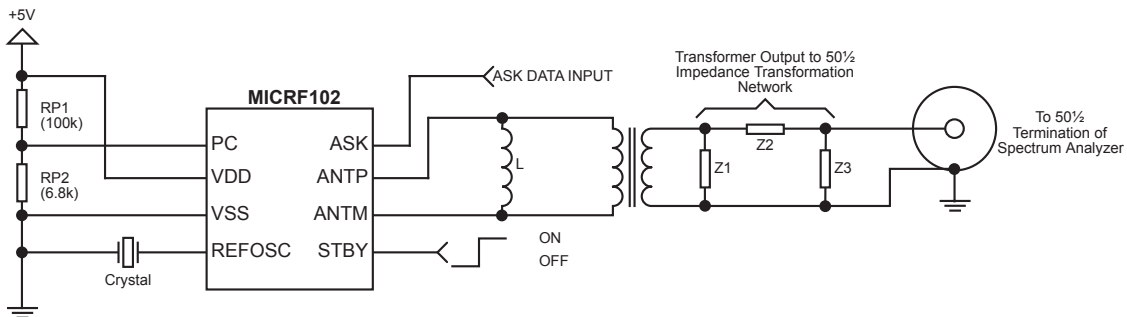 +5V
RP1
(100k)
RP2
(6.8k)
Crystal
MICRF102
PC
VDD
VSS
REFOSC
ASK
ANTP
ANTM
STBY
ASK DATA INPUT
L
ON
OFF
Transformer Output to 50½
Impedance Transformation
Network
Z1
Z2
Z3
To 50½
Termination of
Spectrum Analyzer